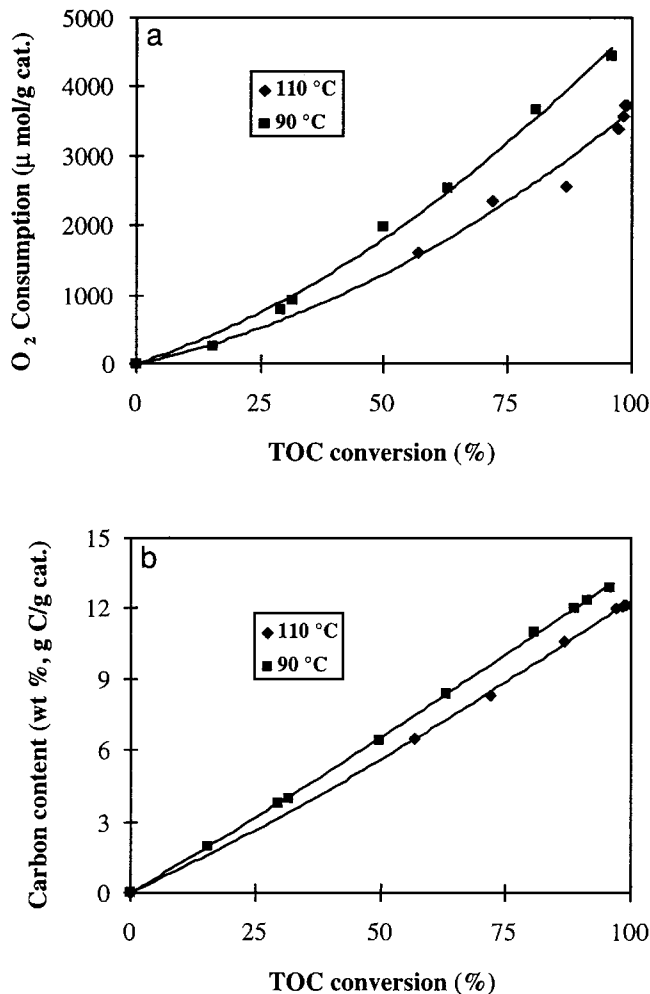 a
5000
4000
3000
2000
1000
0
O2 Consumption (μ mol/g cat.)
110 °C
90 °C
0 25 50 75 100
TOC conversion (%)
b
15
12
9
6
3
0
Carbon content (wt %, g C/g cat.)
110 °C
90 °C
0 25 50 75 100
TOC conversion (%)